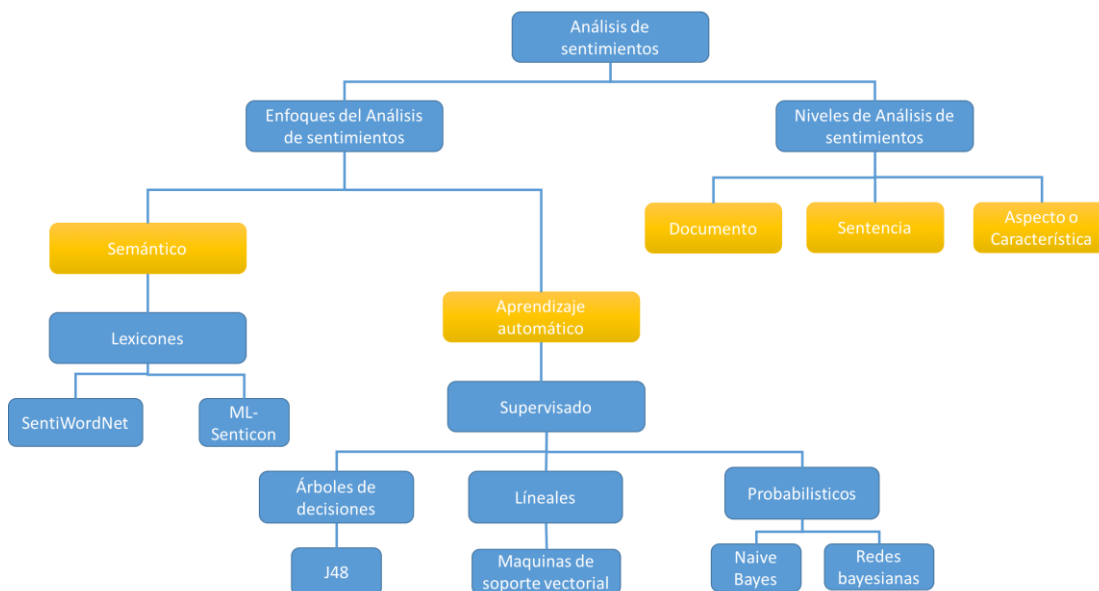 Análisis de
sentimientos
Enfoques del Análisis
de sentimientos
Niveles de Análisis de
sentimientos
Documento
Sentencia
Aspecto o
Característica
Semántico
Aprendizaje
automático
Lexicones
Supervisado
SentiWordNet
ML-
Senticon
Árboles de
decisiones
Líneales
Probabilisticos
J48
Maquinas de
soporte vectorial
Naive
Bayes
Redes
bayesianas